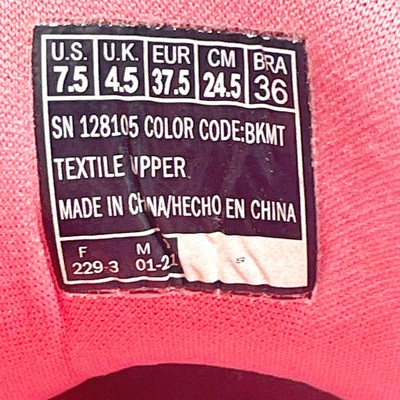 U.S. U.K. EUR CM BRA
7.5 4.5 37.5 24.5 36
SN 128105 COLOR CODE:BKMT
TEXTILE UPPER
MADE IN CHINA/HECHO EN CHINA
F M
229-3 01-21 S